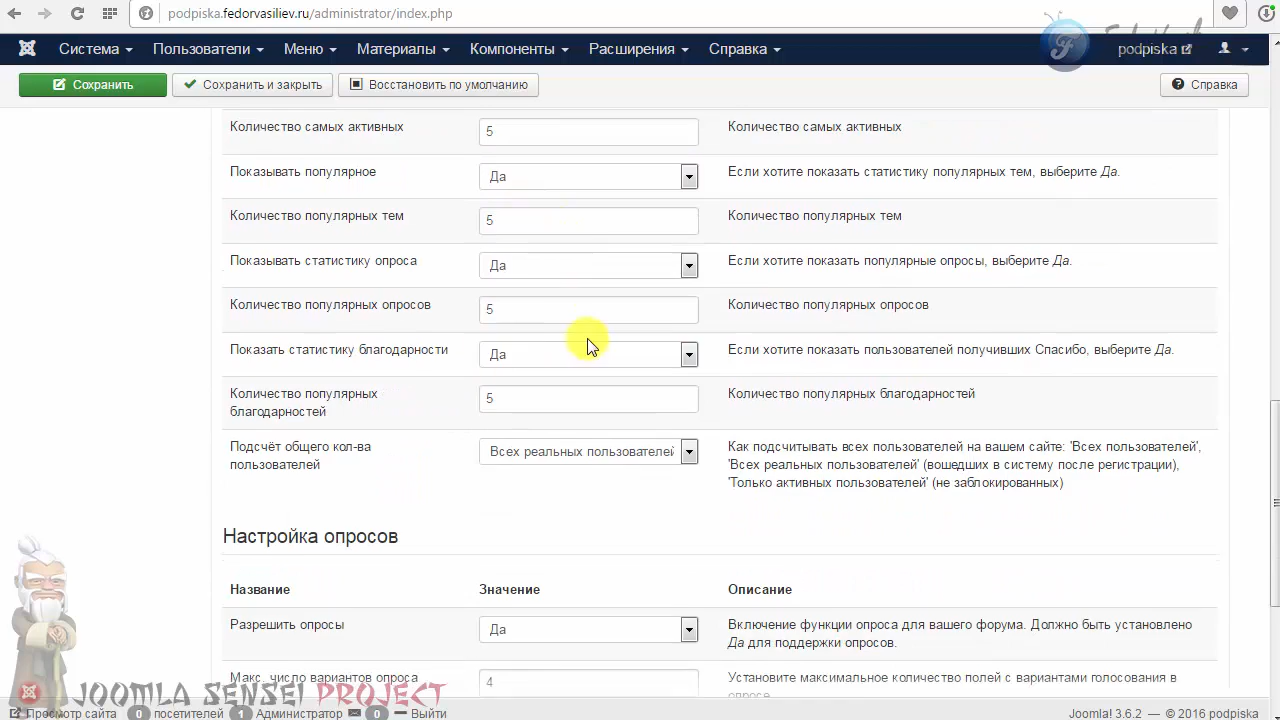 podpiska.fedorvasiliev.ru/administrator/index.php
Система Пользователи Меню Материалы Компоненты Расширения Справка podpiska
Сохранить Сохранить и закрыть Восстановить по умолчанию Справка
Количество самых активных 5 Количество самых активных
Показывать популярное Да Если хотите показать статистику популярных тем, выберите Да.
Количество популярных тем 5 Количество популярных тем
Показывать статистику опроса Да Если хотите показать популярные опросы, выберите Да.
Количество популярных опросов 5 Количество популярных опросов
Показать статистику благодарности Да Если хотите показать пользователей получивших Спасибо, выберите Да.
Количество популярных
благодарностей
5 Количество популярных благодарностей
Подсчёт общего кол-ва
пользователей
Всех реальных пользователей
Как подсчитывать всех пользователей на вашем сайте: 'Всех пользователей',
'Всех реальных пользователей' (вошедших в систему после регистрации),
'Только активных пользователей' (не заблокированных)
Настройка опросов
Название Значение Описание
Разрешить опросы Да Включение функции опроса для вашего форума. Должно быть установлено
Да для поддержки опросов.
Макс. число вариантов опроса 4 Установите максимальное количество полей с вариантами голосования в
опросе.
JOOMLA SENSEI PROJECT
Просмотр сайта 0 посетителей 1 Администратор 0 Выйти Joomla! 3.6.2 — © 2016 podpiska